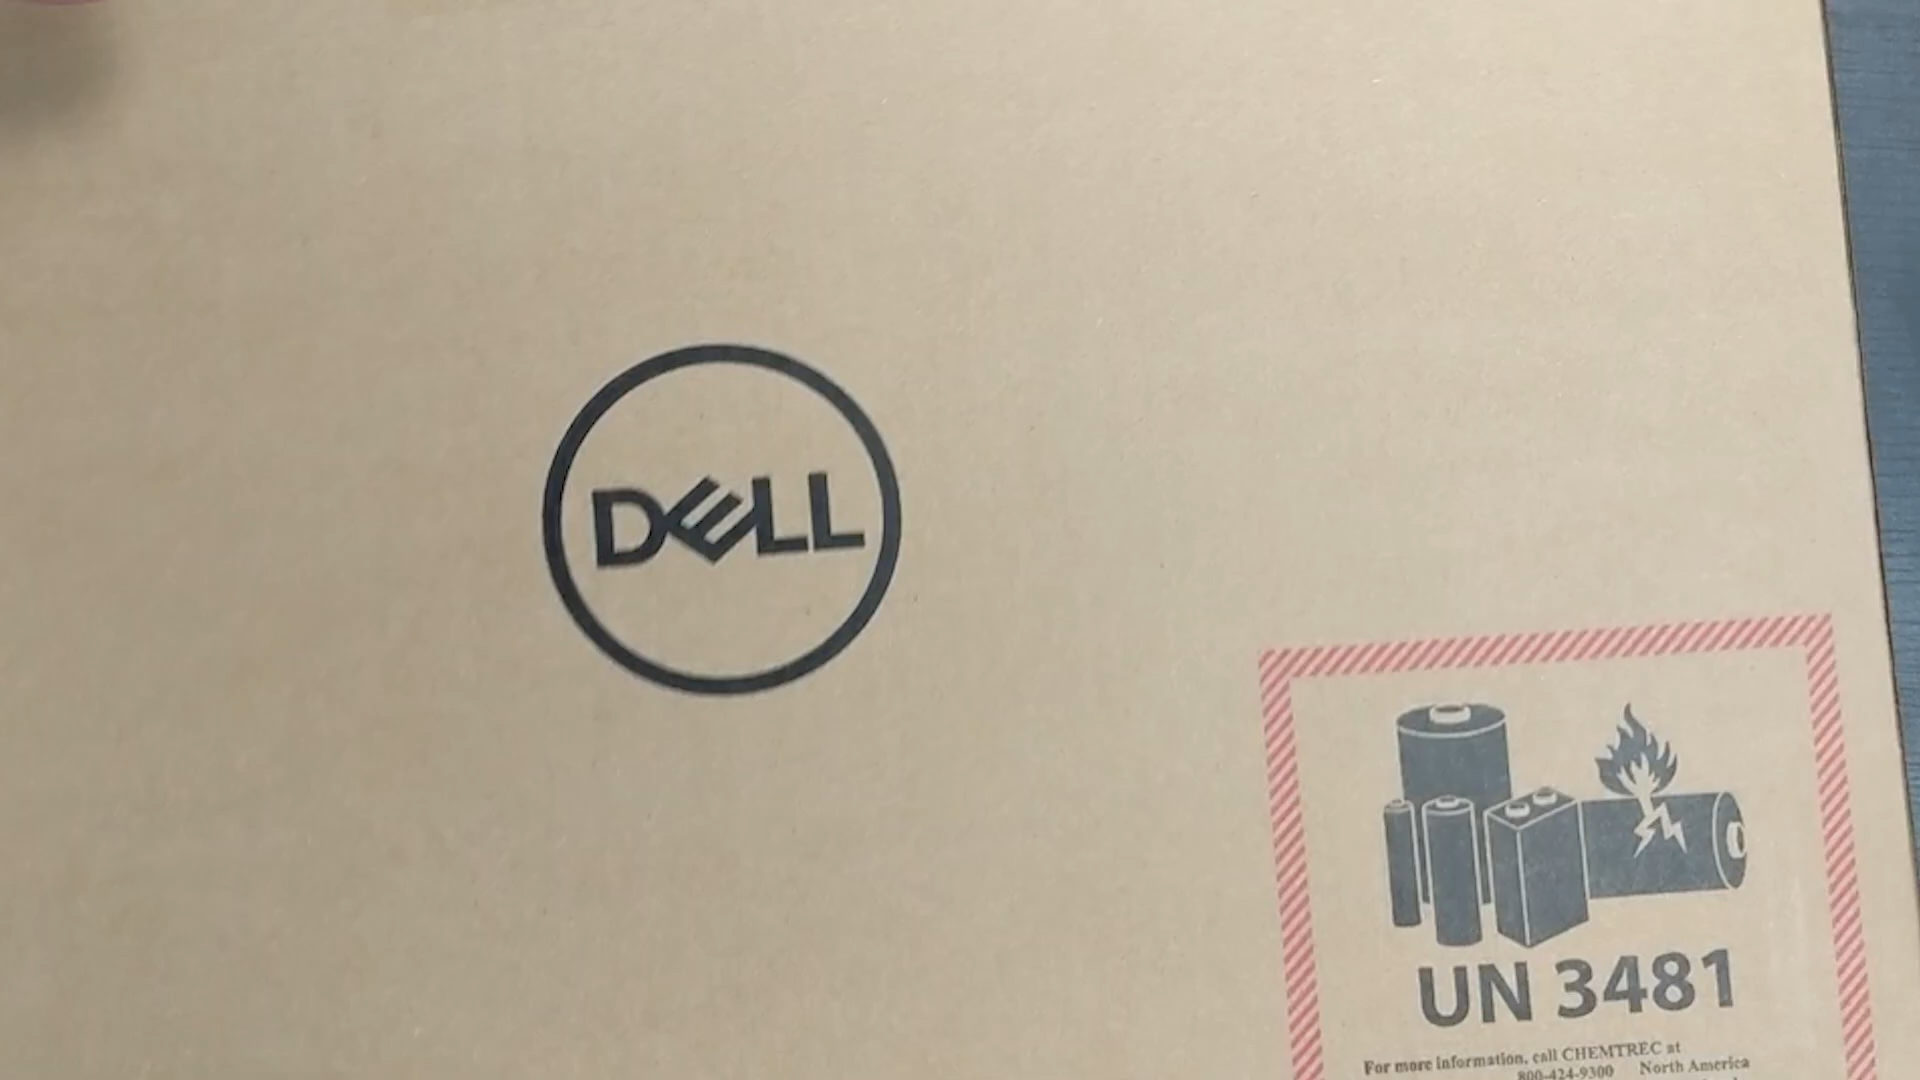 DELL
UN 3481
For more information, call CHEMTREC at
800-424-9300 North America